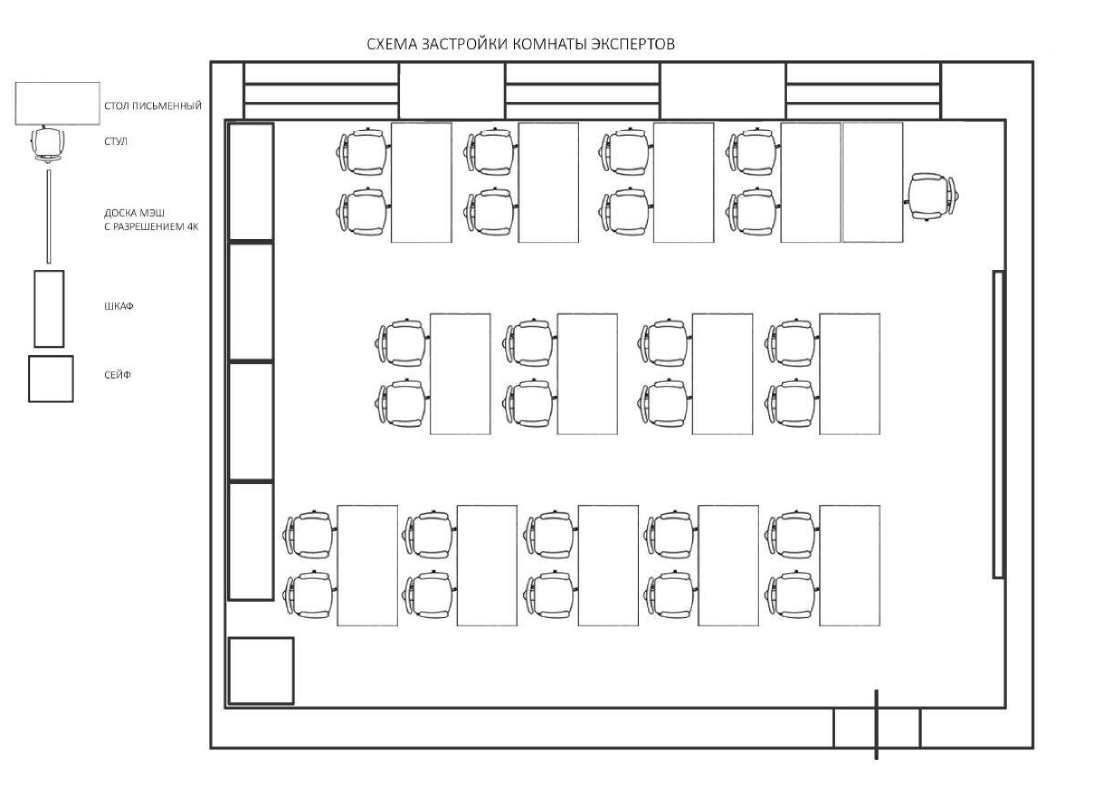 СХЕМА ЗАСТРОЙКИ КОМНАТЫ ЭКСПЕРТОВ
СТОЛ ПИСЬМЕННЫЙ
СТУЛ
ДОСКА МЭШ
С РАЗРЕШЕНИЕМ 4К
ШКАФ
СЕЙФ